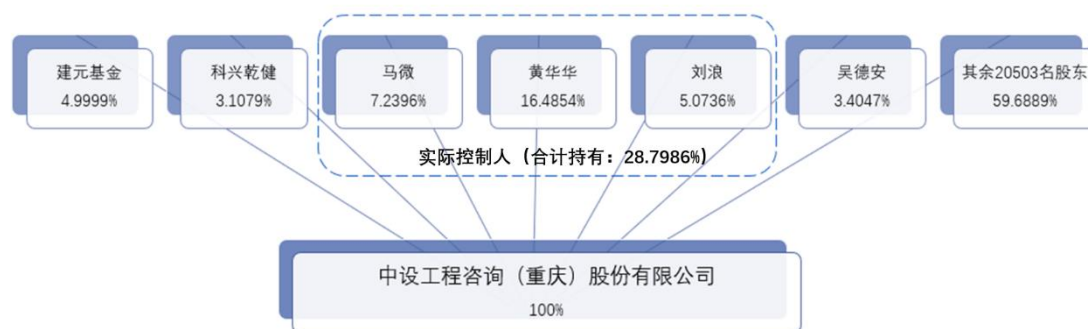 建元基金
4.9999%
科兴乾健
3.1079%
马微
7.2396%
黄华华
16.4854%
刘浪
5.0736%
吴德安
3.4047%
其余20503名股东
59.6889%
实际控制人（合计持有：28.7986%）
中设工程咨询（重庆）股份有限公司
100%